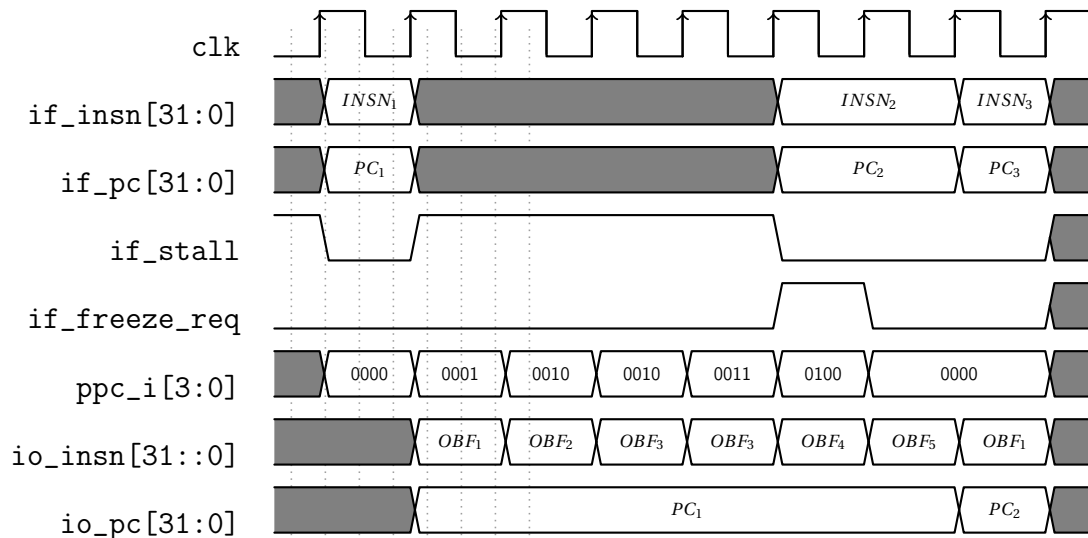 clk
if_insn[31:0] INSN₁ INSN₂ INSN₃
if_pc[31:0] PC₁ PC₂ PC₃
if_stall
if_freeze_req
ppc_i[3:0] 0000 0001 0010 0010 0011 0100 0000
io_insn[31::0] OBF₁ OBF₂ OBF₃ OBF₃ OBF₄ OBF₅ OBF₁
io_pc[31:0] PC₁ PC₂